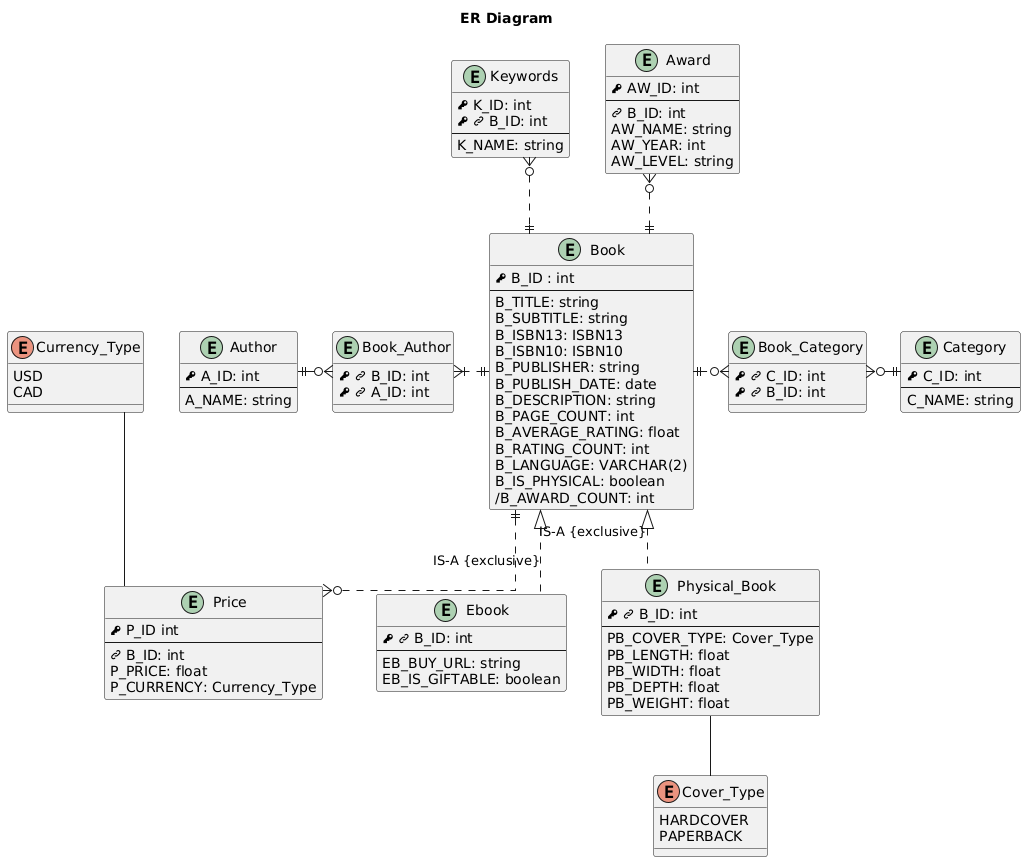 ER Diagram
E Keywords
K_ID: int
B_ID: int
K_NAME: string
E Award
AW_ID: int
B_ID: int
AW_NAME: string
AW_YEAR: int
AW_LEVEL: string
E Book
B_ID : int
B_TITLE: string
B_SUBTITLE: string
B_ISBN13: ISBN13
B_ISBN10: ISBN10
B_PUBLISHER: string
B_PUBLISH_DATE: date
B_DESCRIPTION: string
B_PAGE_COUNT: int
B_AVERAGE_RATING: float
B_RATING_COUNT: int
B_LANGUAGE: VARCHAR(2)
B_IS_PHYSICAL: boolean
/B_AWARD_COUNT: int
E Currency_Type
USD
CAD
E Author
A_ID: int
A_NAME: string
E Book_Author
B_ID: int
A_ID: int
E Book_Category
C_ID: int
B_ID: int
E Category
C_ID: int
C_NAME: string
IS-A {exclusive}
IS-A {exclusive}
E Price
P_ID int
B_ID: int
P_PRICE: float
P_CURRENCY: Currency_Type
E Ebook
B_ID: int
EB_BUY_URL: string
EB_IS_GIFTABLE: boolean
E Physical_Book
B_ID: int
PB_COVER_TYPE: Cover_Type
PB_LENGTH: float
PB_WIDTH: float
PB_DEPTH: float
PB_WEIGHT: float
E Cover_Type
HARDCOVER
PAPERBACK